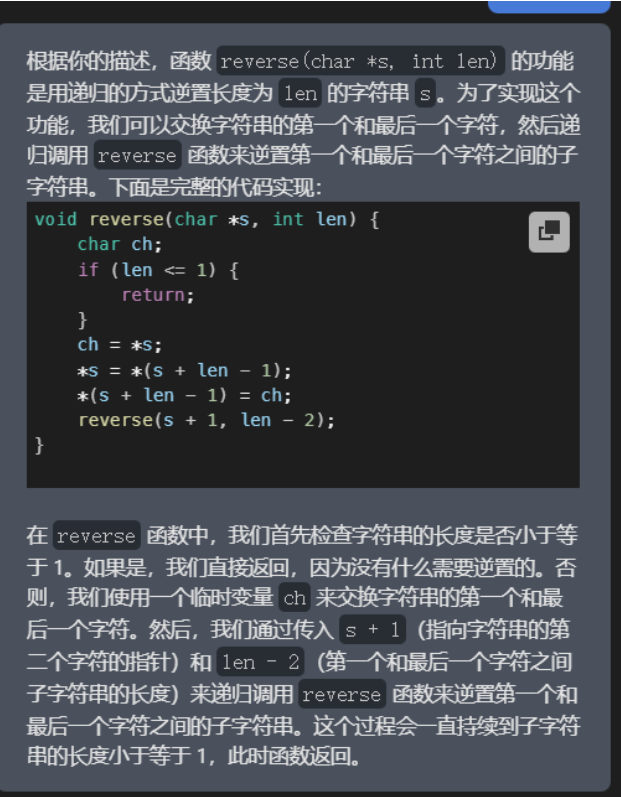 根据你的描述，函数 reverse(char *s, int len) 的功能
是用递归的方式逆置长度为 len 的字符串 s。为了实现这个
功能，我们可以交换字符串的第一个和最后一个字符，然后递
归调用 reverse 函数来逆置第一个和最后一个字符之间的子
字符串。下面是完整的代码实现：
void reverse(char *s, int len) {
    char ch;
    if (len <= 1) {
        return;
    }
    ch = *s;
    *s = *(s + len - 1);
    *(s + len - 1) = ch;
    reverse(s + 1, len - 2);
}
在 reverse 函数中，我们首先检查字符串的长度是否小于等
于 1。如果是，我们直接返回，因为没有什么需要逆置的。否
则，我们使用一个临时变量 ch 来交换字符串的第一个和最
后一个字符。然后，我们通过传入 s + 1（指向字符串的第
二个字符的指针）和 len - 2（第一个和最后一个字符之间
子字符串的长度）来递归调用 reverse 函数来逆置第一个和
最后一个字符之间的子字符串。这个过程会一直持续到子字符
串的长度小于等于 1，此时函数返回。